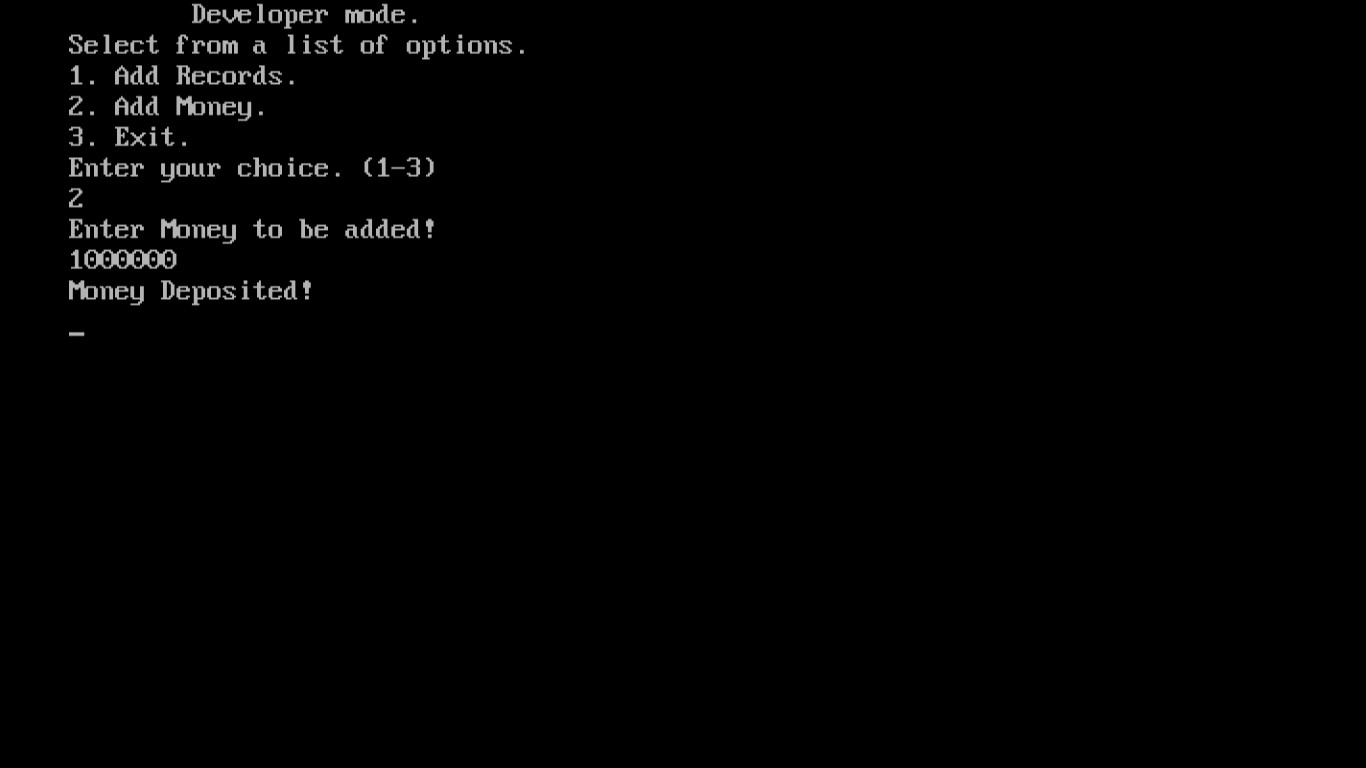 Developer mode.
Select from a list of options.
1. Add Records.
2. Add Money.
3. Exit.
Enter your choice. (1-3)
2
Enter Money to be added!
1000000
Money Deposited!
_